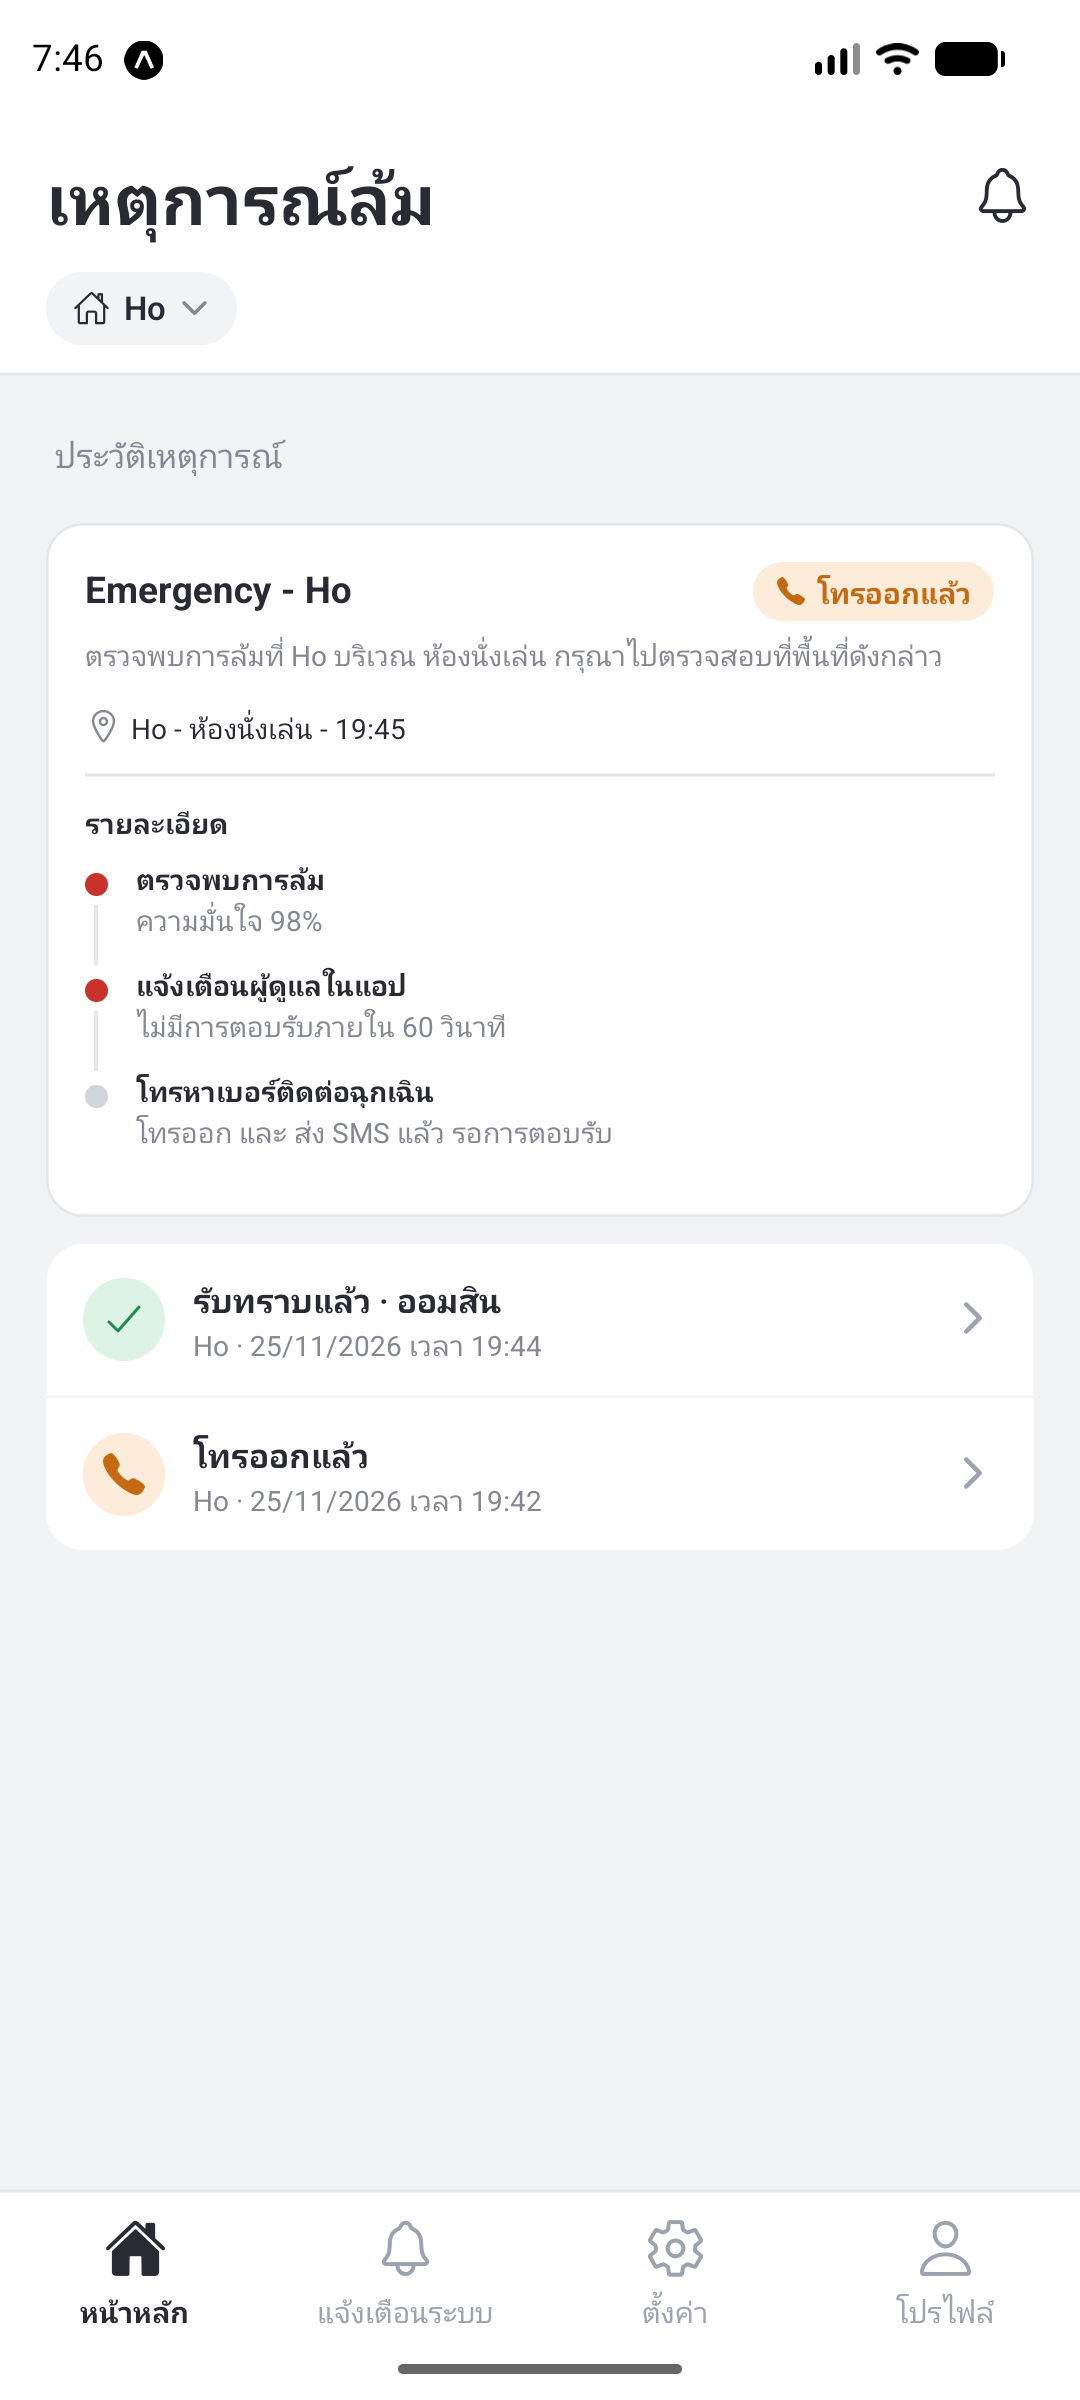 7:46
เหตุการณ์ล้ม
Ho
ประวัติเหตุการณ์
Emergency - Ho
โทรออกแล้ว
ตรวจพบการล้มที่ Ho บริเวณ ห้องนั่งเล่น กรุณาไปตรวจสอบที่พื้นที่ดังกล่าว
Ho - ห้องนั่งเล่น - 19:45
รายละเอียด
ตรวจพบการล้ม
ความมั่นใจ 98%
แจ้งเตือนผู้ดูแลในแอป
ไม่มีการตอบรับภายใน 60 วินาที
โทรหาเบอร์ติดต่อฉุกเฉิน
โทรออก และ ส่ง SMS แล้ว รอการตอบรับ
รับทราบแล้ว · ออมสิน
Ho · 25/11/2026 เวลา 19:44
โทรออกแล้ว
Ho · 25/11/2026 เวลา 19:42
หน้าหลัก
แจ้งเตือนระบบ
ตั้งค่า
โปรไฟล์